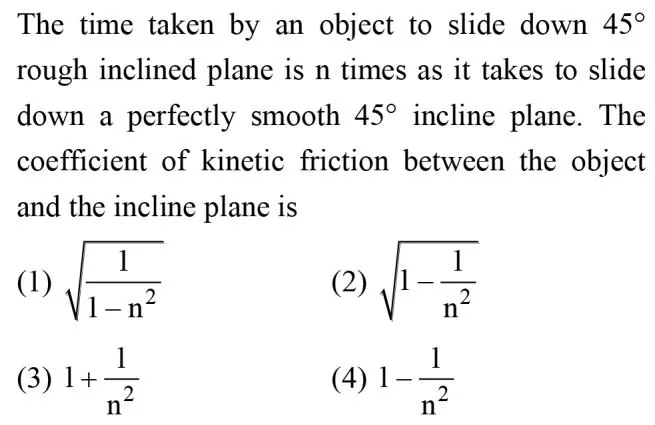 The time taken by an object to slide down 45°
rough inclined plane is n times as it takes to slide
down a perfectly smooth 45° incline plane. The
coefficient of kinetic friction between the object
and the incline plane is
(1) √(1/(1 – n²)) (2) √(1 – 1/n²)
(3) 1 + 1/n² (4) 1 – 1/n²